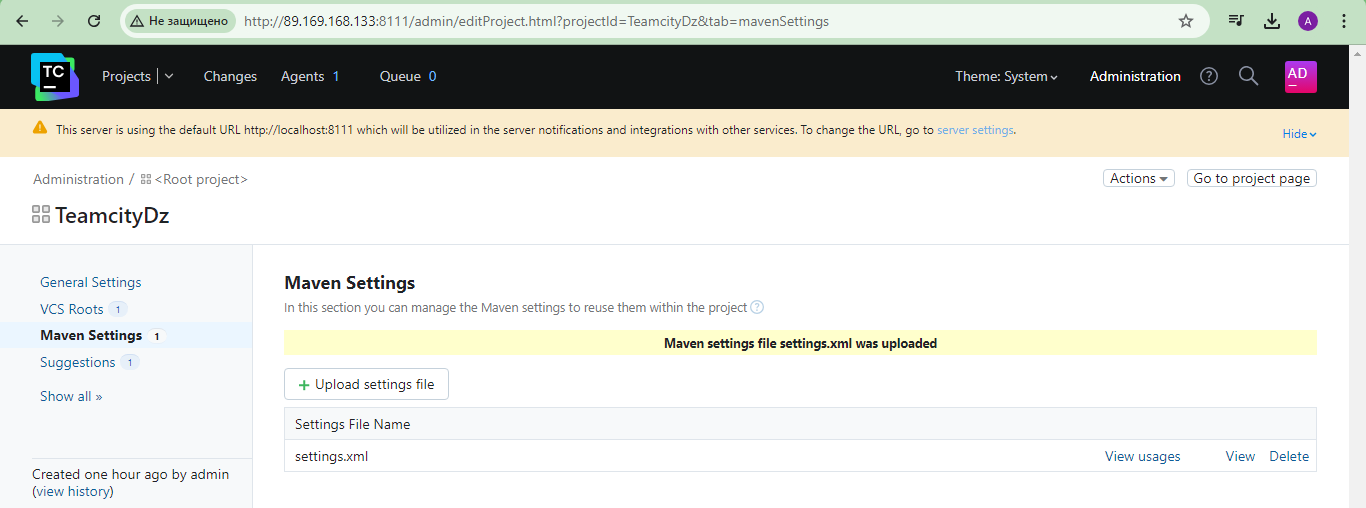 Не защищено http://89.169.168.133:8111/admin/editProject.html?projectId=TeamcityDz&tab=mavenSettings A
TC Projects Changes Agents 1 Queue 0 Theme: System Administration ? AD
This server is using the default URL http://localhost:8111 which will be utilized in the server notifications and integrations with other services. To change the URL, go to server settings. Hide
Administration / <Root project> Actions Go to project page
TeamcityDz
General Settings
VCS Roots 1
Maven Settings 1
Suggestions 1
Show all »
Created one hour ago by admin
(view history)
Maven Settings
In this section you can manage the Maven settings to reuse them within the project ?
Maven settings file settings.xml was uploaded
+ Upload settings file
Settings File Name
settings.xml View usages View Delete